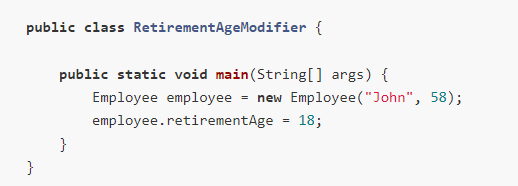 public class RetirementAgeModifier {
public static void main(String[] args) {
Employee employee = new Employee("John", 58);
employee.retirementAge = 18;
}
}